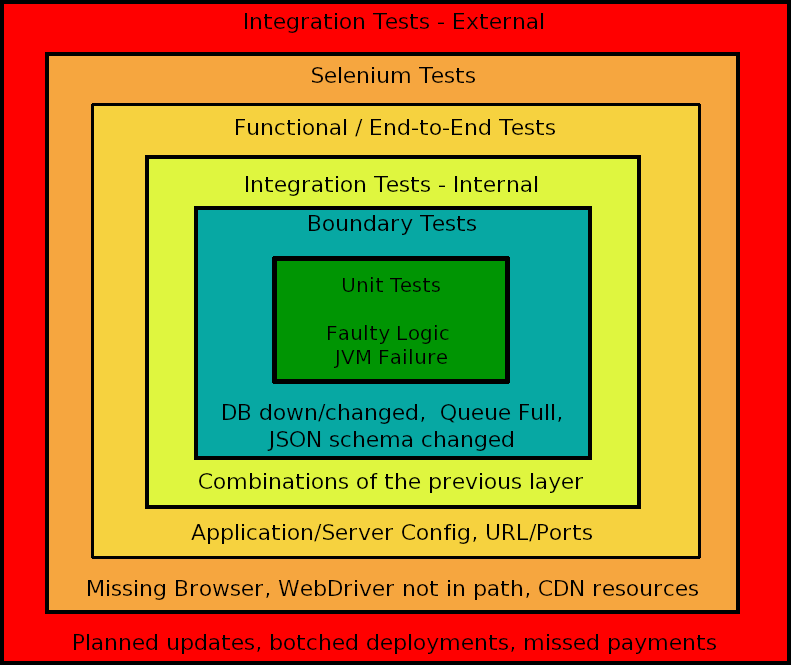 Integration Tests - External
Selenium Tests
Functional / End-to-End Tests
Integration Tests - Internal
Boundary Tests
Unit Tests
Faulty Logic
JVM Failure
DB down/changed,  Queue Full,
JSON schema changed
Combinations of the previous layer
Application/Server Config, URL/Ports
Missing Browser, WebDriver not in path, CDN resources
Planned updates, botched deployments, missed payments